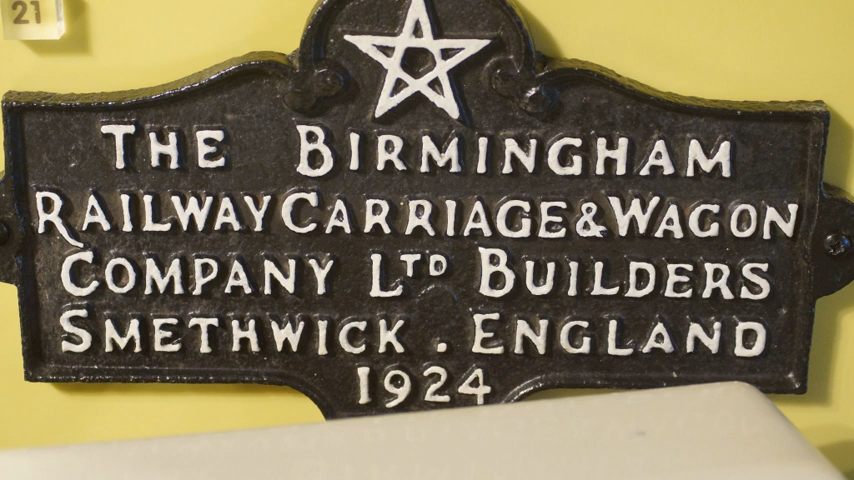 21
THE BIRMINGHAM
RAILWAY CARRIAGE & WAGON
COMPANY LTD BUILDERS
SMETHWICK . ENGLAND
1924